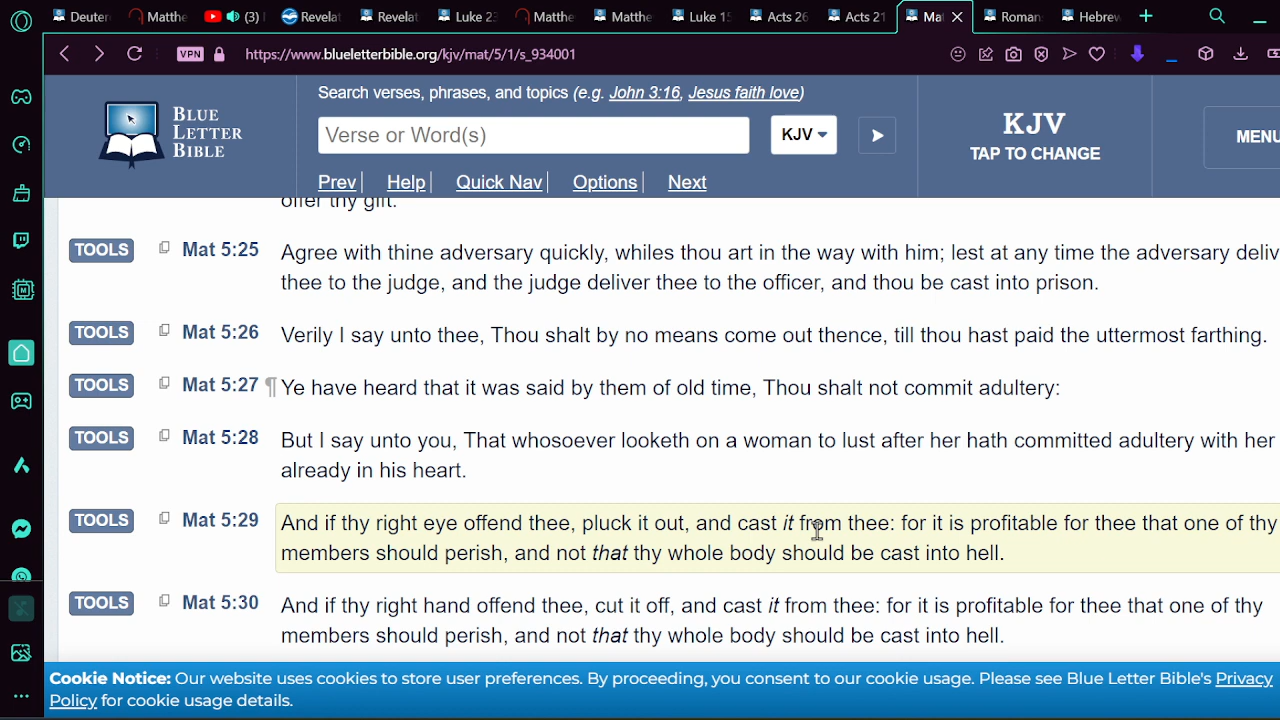 Deuter
Matthe
(3)
Revelat
Revelat
Luke 23
Matthe
Matthe
Luke 15
Acts 26
Acts 21
Mat
Romans
Hebrew
VPN
https://www.blueletterbible.org/kjv/mat/5/1/s_934001
BLUE
LETTER
BIBLE
Search verses, phrases, and topics (e.g. John 3:16, Jesus faith love)
Verse or Word(s)
KJV
KJV
TAP TO CHANGE
MENU
Prev| Help| Quick Nav| Options| Next
offer thy gift.
TOOLS Mat 5:25 Agree with thine adversary quickly, whiles thou art in the way with him; lest at any time the adversary deliv
thee to the judge, and the judge deliver thee to the officer, and thou be cast into prison.
TOOLS Mat 5:26 Verily I say unto thee, Thou shalt by no means come out thence, till thou hast paid the uttermost farthing.
TOOLS Mat 5:27 ¶ Ye have heard that it was said by them of old time, Thou shalt not commit adultery:
TOOLS Mat 5:28 But I say unto you, That whosoever looketh on a woman to lust after her hath committed adultery with her
already in his heart.
TOOLS Mat 5:29 And if thy right eye offend thee, pluck it out, and cast it from thee: for it is profitable for thee that one of thy
members should perish, and not that thy whole body should be cast into hell.
TOOLS Mat 5:30 And if thy right hand offend thee, cut it off, and cast it from thee: for it is profitable for thee that one of thy
members should perish, and not that thy whole body should be cast into hell.
Cookie Notice: Our website uses cookies to store user preferences. By proceeding, you consent to our cookie usage. Please see Blue Letter Bible's Privacy
Policy for cookie usage details.